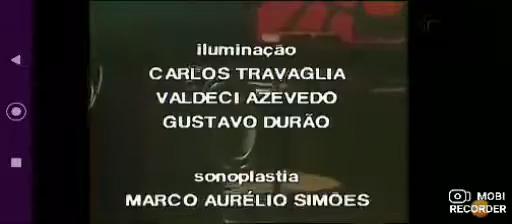 iluminação
CARLOS TRAVAGLIA
VALDECI AZEVEDO
GUSTAVO DURÃO
sonoplastia
MARCO AURÉLIO SIMÕES
MOBI
RECORDER